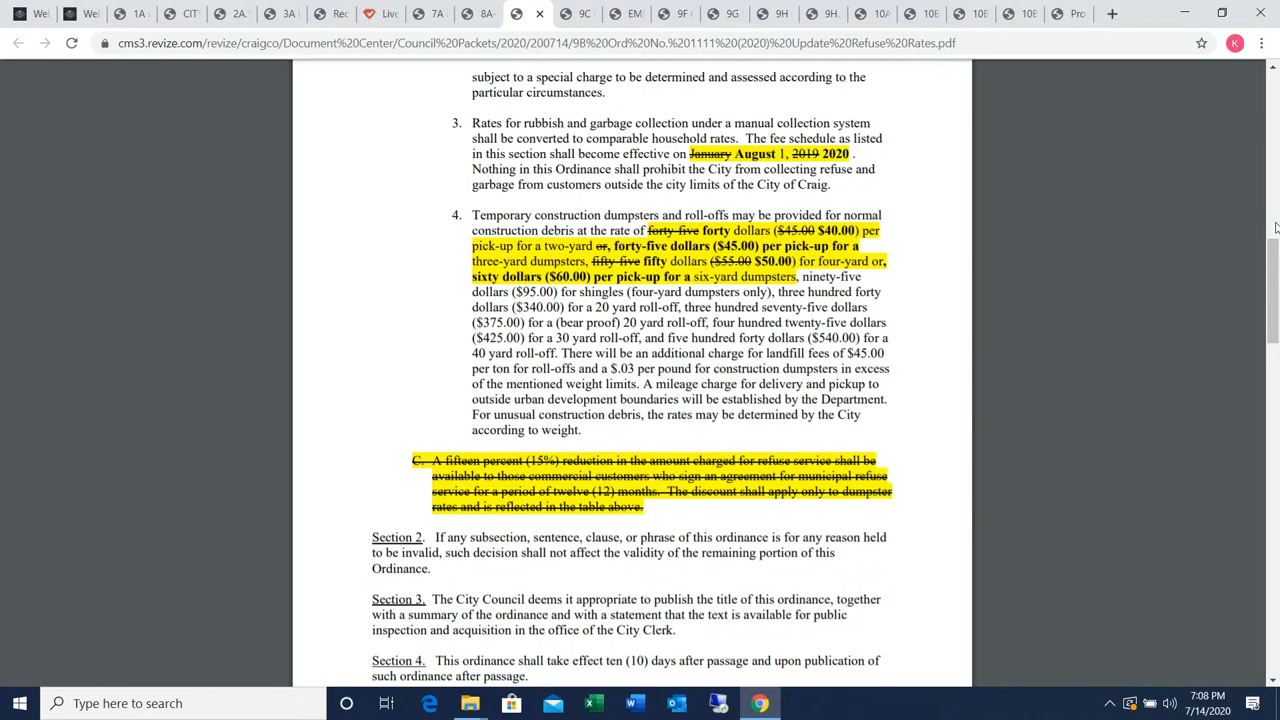 Wel
Wel
1A /
CIT
2A.
3A I
Rec
Live
7A
8A-
9C
EM
9F C
9G
9H
9H.
10A
10B
10B
10E
Pro
cms3.revize.com/revize/craigco/Document%20Center/Council%20Packets/2020/200714/9B%20Ord%20No.%201111%20(2020)%20Update%20Refuse%20Rates.pdf
K
subject to a special charge to be determined and assessed according to the
particular circumstances.
3. Rates for rubbish and garbage collection under a manual collection system
shall be converted to comparable household rates. The fee schedule as listed
in this section shall become effective on January August 1, 2019 2020 .
Nothing in this Ordinance shall prohibit the City from collecting refuse and
garbage from customers outside the city limits of the City of Craig.
4. Temporary construction dumpsters and roll-offs may be provided for normal
construction debris at the rate of forty-five forty dollars ($45.00 $40.00) per
pick-up for a two-yard or, forty-five dollars ($45.00) per pick-up for a
three-yard dumpsters, fifty-five fifty dollars ($55.00 $50.00) for four-yard or,
sixty dollars ($60.00) per pick-up for a six-yard dumpsters, ninety-five
dollars ($95.00) for shingles (four-yard dumpsters only), three hundred forty
dollars ($340.00) for a 20 yard roll-off, three hundred seventy-five dollars
($375.00) for a (bear proof) 20 yard roll-off, four hundred twenty-five dollars
($425.00) for a 30 yard roll-off, and five hundred forty dollars ($540.00) for a
40 yard roll-off. There will be an additional charge for landfill fees of $45.00
per ton for roll-offs and a $.03 per pound for construction dumpsters in excess
of the mentioned weight limits. A mileage charge for delivery and pickup to
outside urban development boundaries will be established by the Department.
For unusual construction debris, the rates may be determined by the City
according to weight.
C. A fifteen percent (15%) reduction in the amount charged for refuse service shall be
available to those commercial customers who sign an agreement for municipal refuse
service for a period of twelve (12) months. The discount shall apply only to dumpster
rates and is reflected in the table above.
Section 2. If any subsection, sentence, clause, or phrase of this ordinance is for any reason held
to be invalid, such decision shall not affect the validity of the remaining portion of this
Ordinance.
Section 3. The City Council deems it appropriate to publish the title of this ordinance, together
with a summary of the ordinance and with a statement that the text is available for public
inspection and acquisition in the office of the City Clerk.
Section 4. This ordinance shall take effect ten (10) days after passage and upon publication of
such ordinance after passage.
Type here to search
7:08 PM
7/14/2020